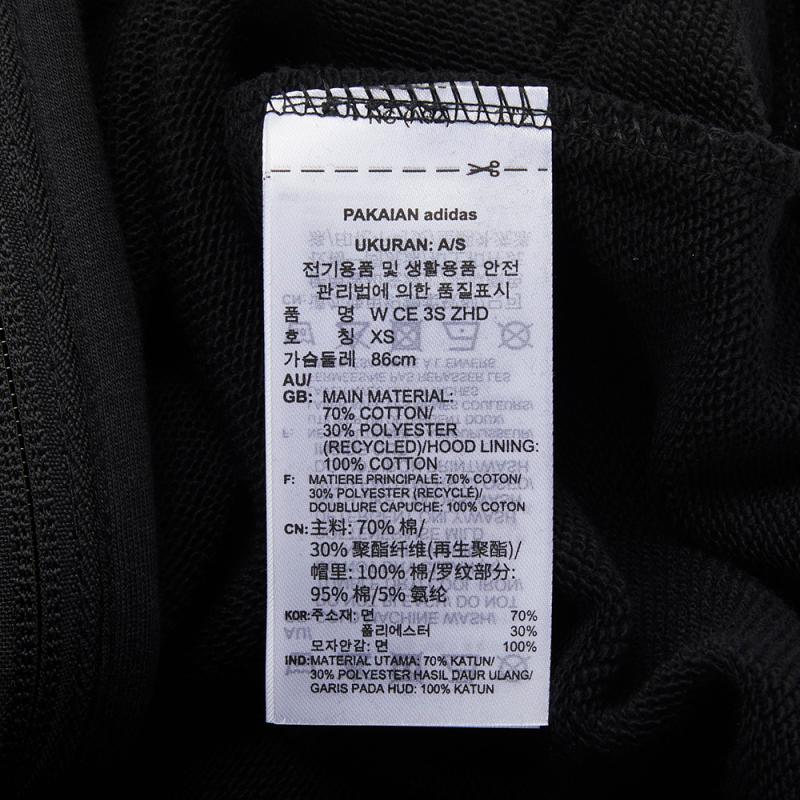 PAKAIAN adidas
UKURAN: A/S
전기용품 및 생활용품 안전
관리법에 의한 품질표시
품 명 W CE 3S ZHD
호 칭 XS
가슴둘레 86cm
AU/
GB: MAIN MATERIAL:
70% COTTON/
30% POLYESTER
(RECYCLED)/HOOD LINING:
100% COTTON
F: MATIERE PRINCIPALE: 70% COTON/
30% POLYESTER (RECYCLÉ)/
DOUBLURE CAPUCHE: 100% COTON
CN: 主料: 70% 棉/
30% 聚酯纤维(再生聚酯)/
帽里: 100% 棉/罗纹部分:
95% 棉/5% 氨纶
KOR: 주소재: 면 70%
폴리에스터 30%
모자안감: 면 100%
IND: MATERIAL UTAMA: 70% KATUN/
30% POLYESTER HASIL DAUR ULANG/
GARIS PADA HUD: 100% KATUN